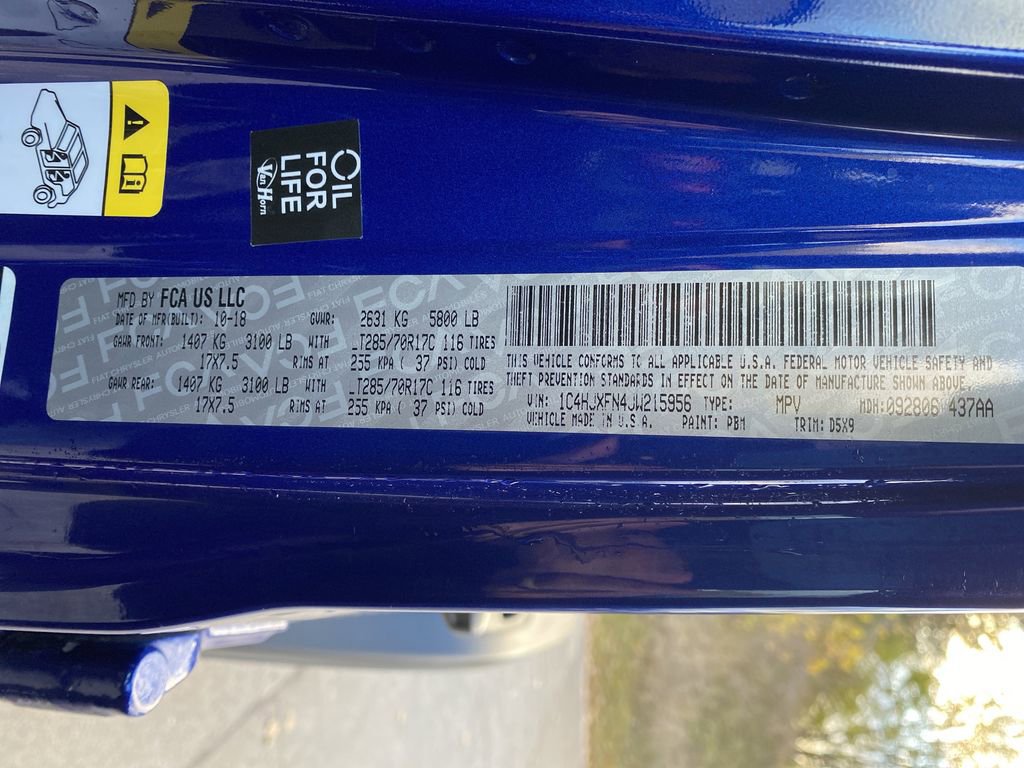 OIL
FOR
LIFE
Van Horn
MFD BY FCA US LLC
DATE OF MFR(BUILT): 10-18 GVWR: 2631 KG 5800 LB
GAWR FRONT: 1407 KG 3100 LB WITH LT285/70R17C 116 TIRES
17X7.5 RIMS AT 255 KPA ( 37 PSI) COLD
GAWR REAR: 1407 KG 3100 LB WITH LT285/70R17C 116 TIRES
17X7.5 RIMS AT 255 KPA ( 37 PSI) COLD
THIS VEHICLE CONFORMS TO ALL APPLICABLE U.S.A. FEDERAL MOTOR VEHICLE SAFETY AND
THEFT PREVENTION STANDARDS IN EFFECT ON THE DATE OF MANUFACTURE SHOWN ABOVE.
VIN: 1C4HJXFN4JW215956 TYPE: MPV MDH:092806 437AA
VEHICLE MADE IN U.S.A. PAINT: PBM TRIM: D5X9